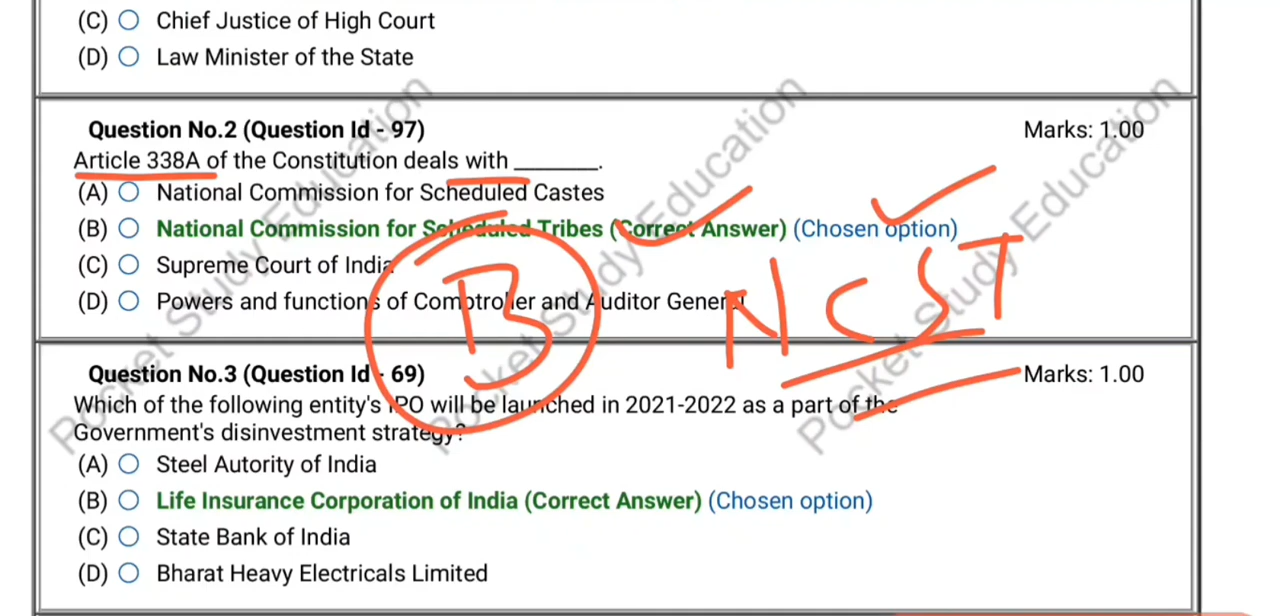 (C) Chief Justice of High Court
(D) Law Minister of the State
Question No.2 (Question Id - 97) Marks: 1.00
Article 338A of the Constitution deals with ________.
(A) National Commission for Scheduled Castes
(B) National Commission for Scheduled Tribes (Correct Answer) (Chosen option)
(C) Supreme Court of India
(D) Powers and functions of Comptroller and Auditor General
B NCST
Question No.3 (Question Id - 69) Marks: 1.00
Which of the following entity's IPO will be launched in 2021-2022 as a part of the
Government's disinvestment strategy?
(A) Steel Autority of India
(B) Life Insurance Corporation of India (Correct Answer) (Chosen option)
(C) State Bank of India
(D) Bharat Heavy Electricals Limited
Pocket Study Education
Pocket Study Education
Pocket Study Education